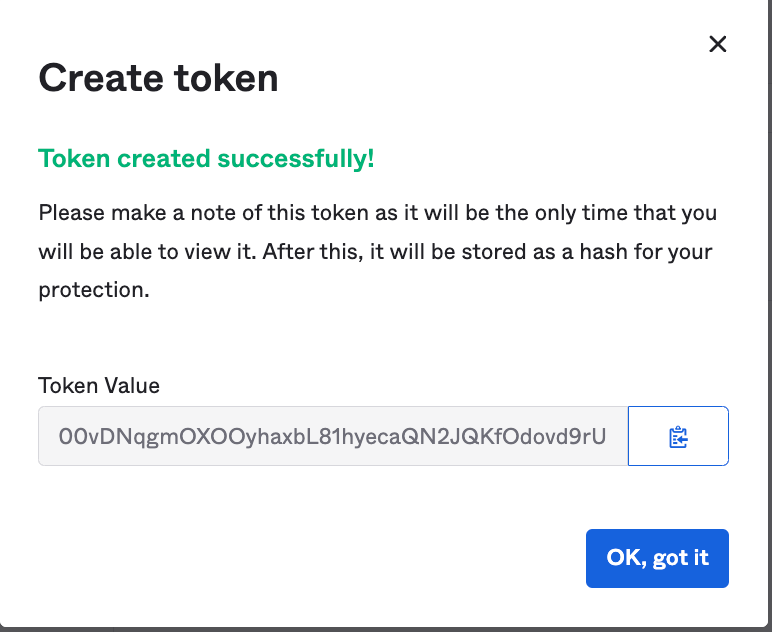 Create token
Token created successfully!
Please make a note of this token as it will be the only time that you
will be able to view it. After this, it will be stored as a hash for your
protection.
Token Value
00vDNqgmOXOOyhaxbL81hyecaQN2JQKfOdovd9rU
OK, got it